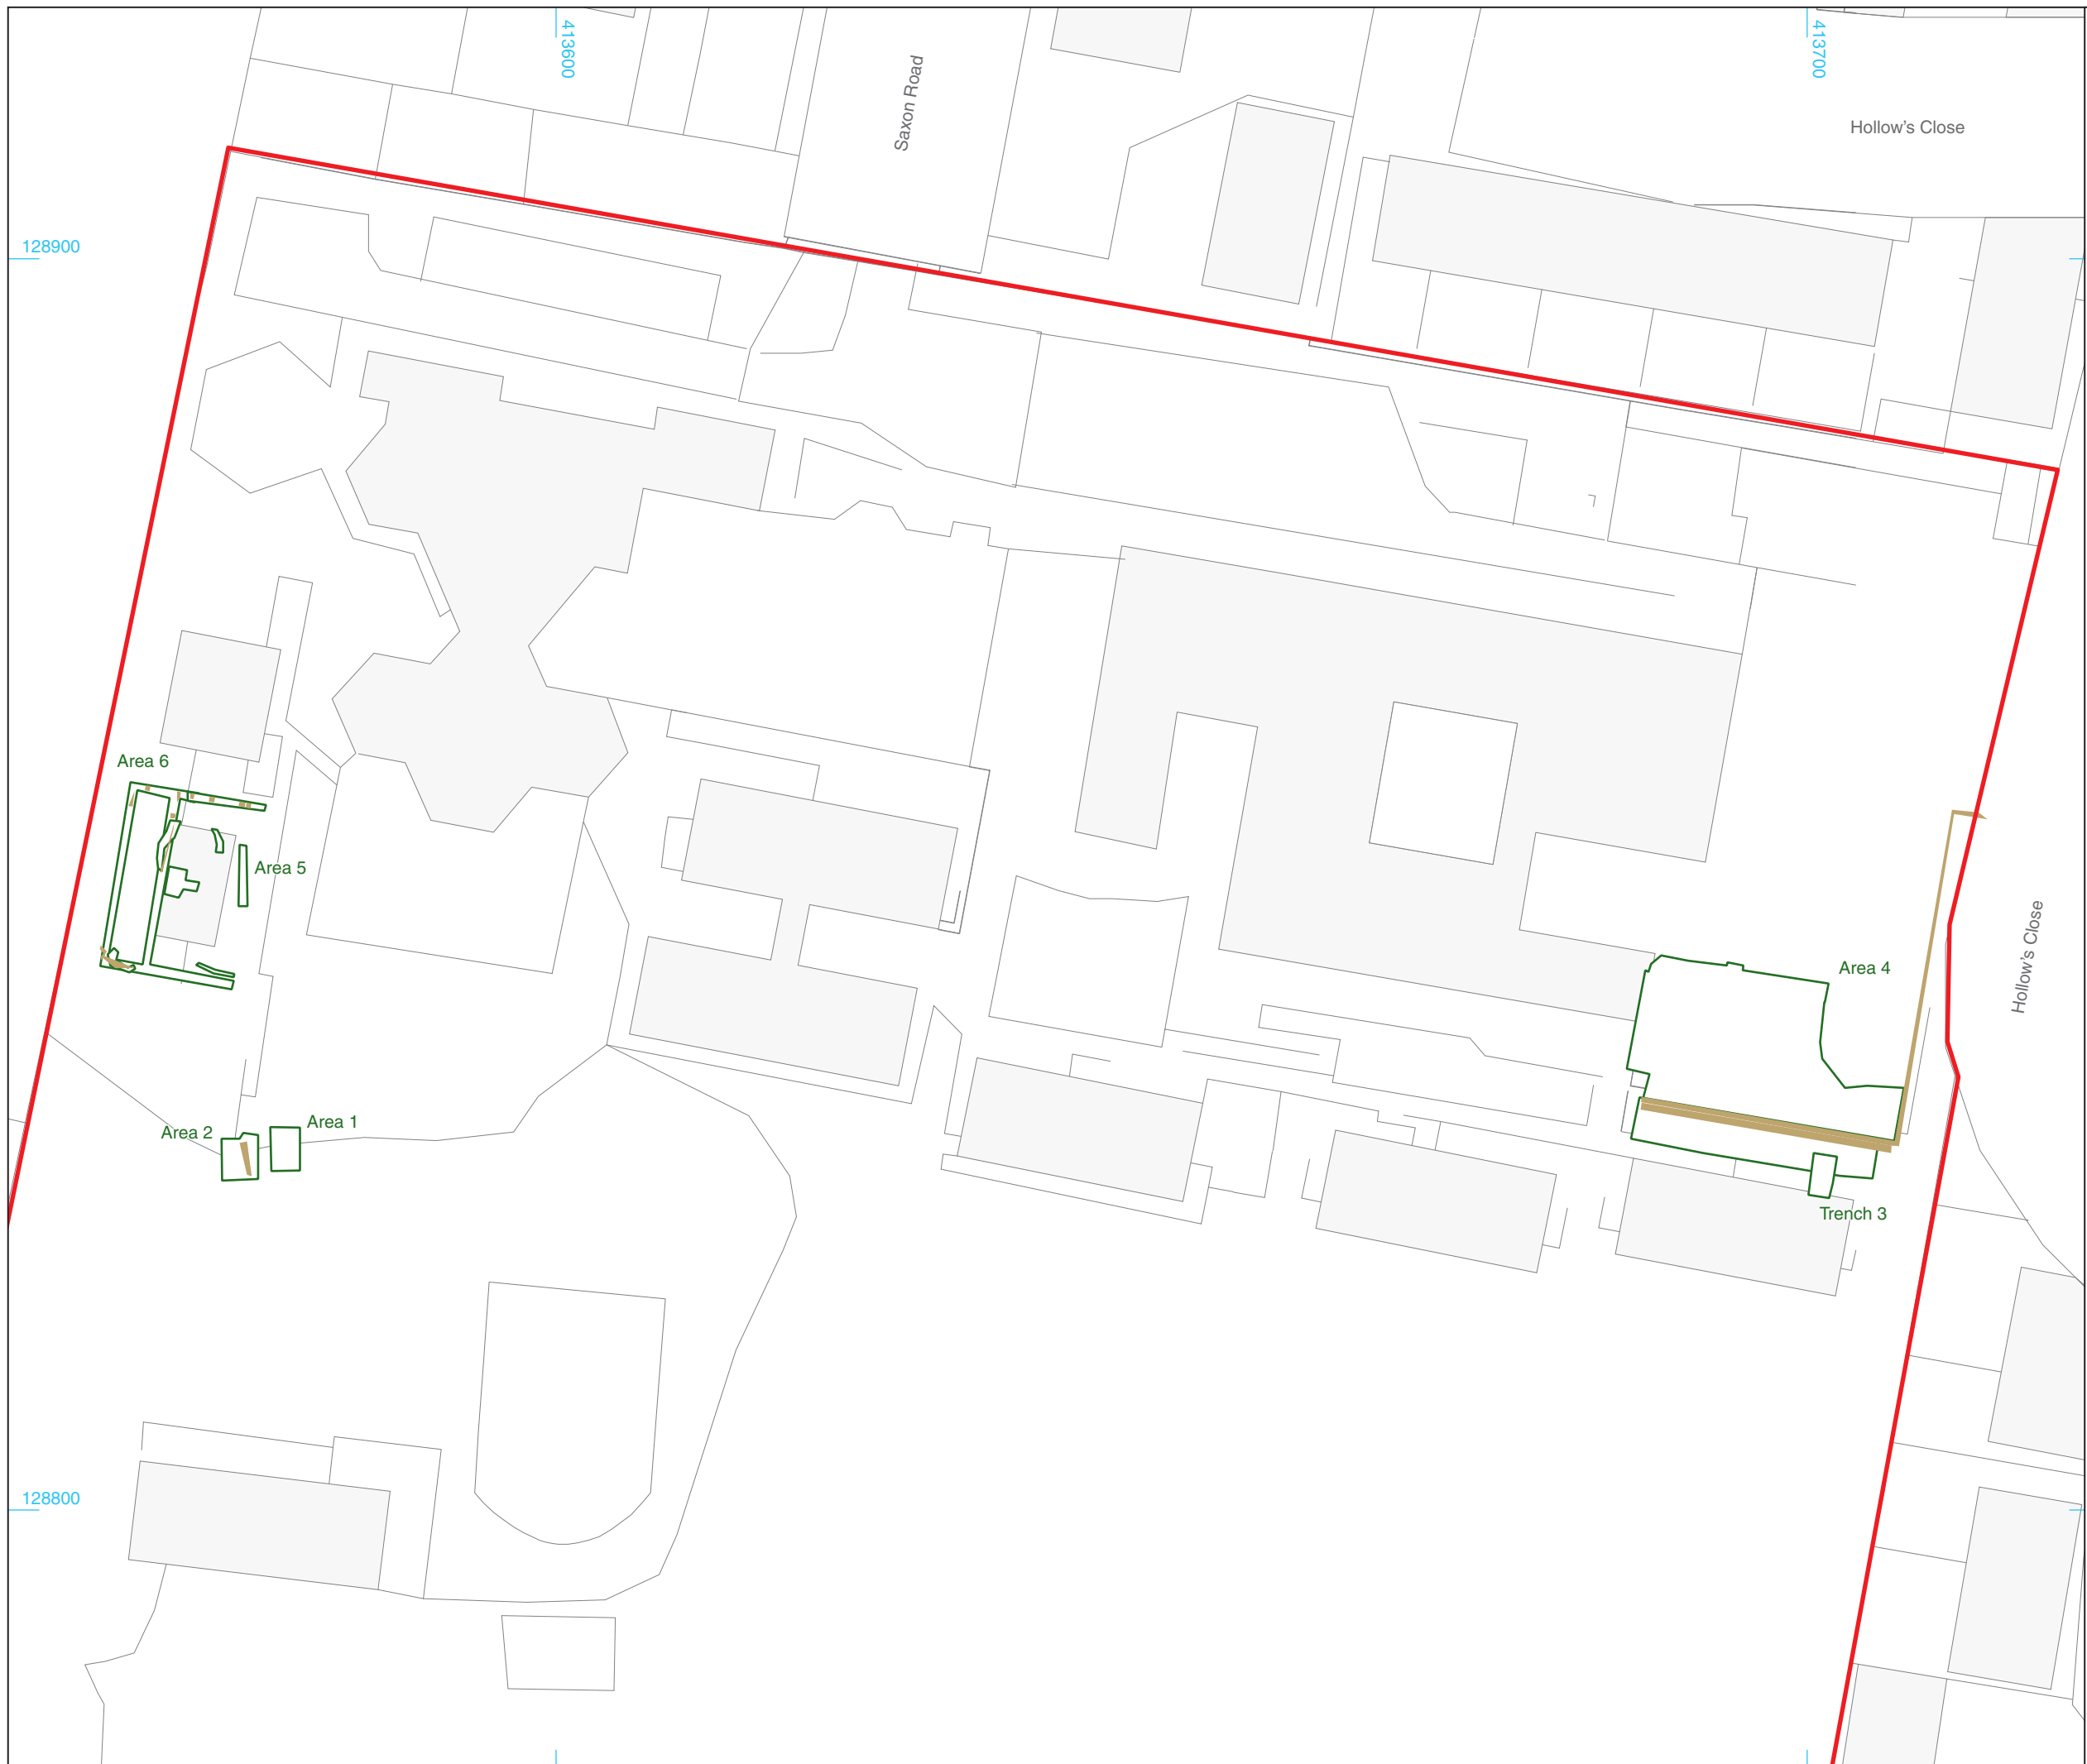 413600
413700
Saxon Road
Hollow's Close
128900
Area 6
Area 5
Hollow's Close
Area 4
Area 1
Area 2
Trench 3
128800